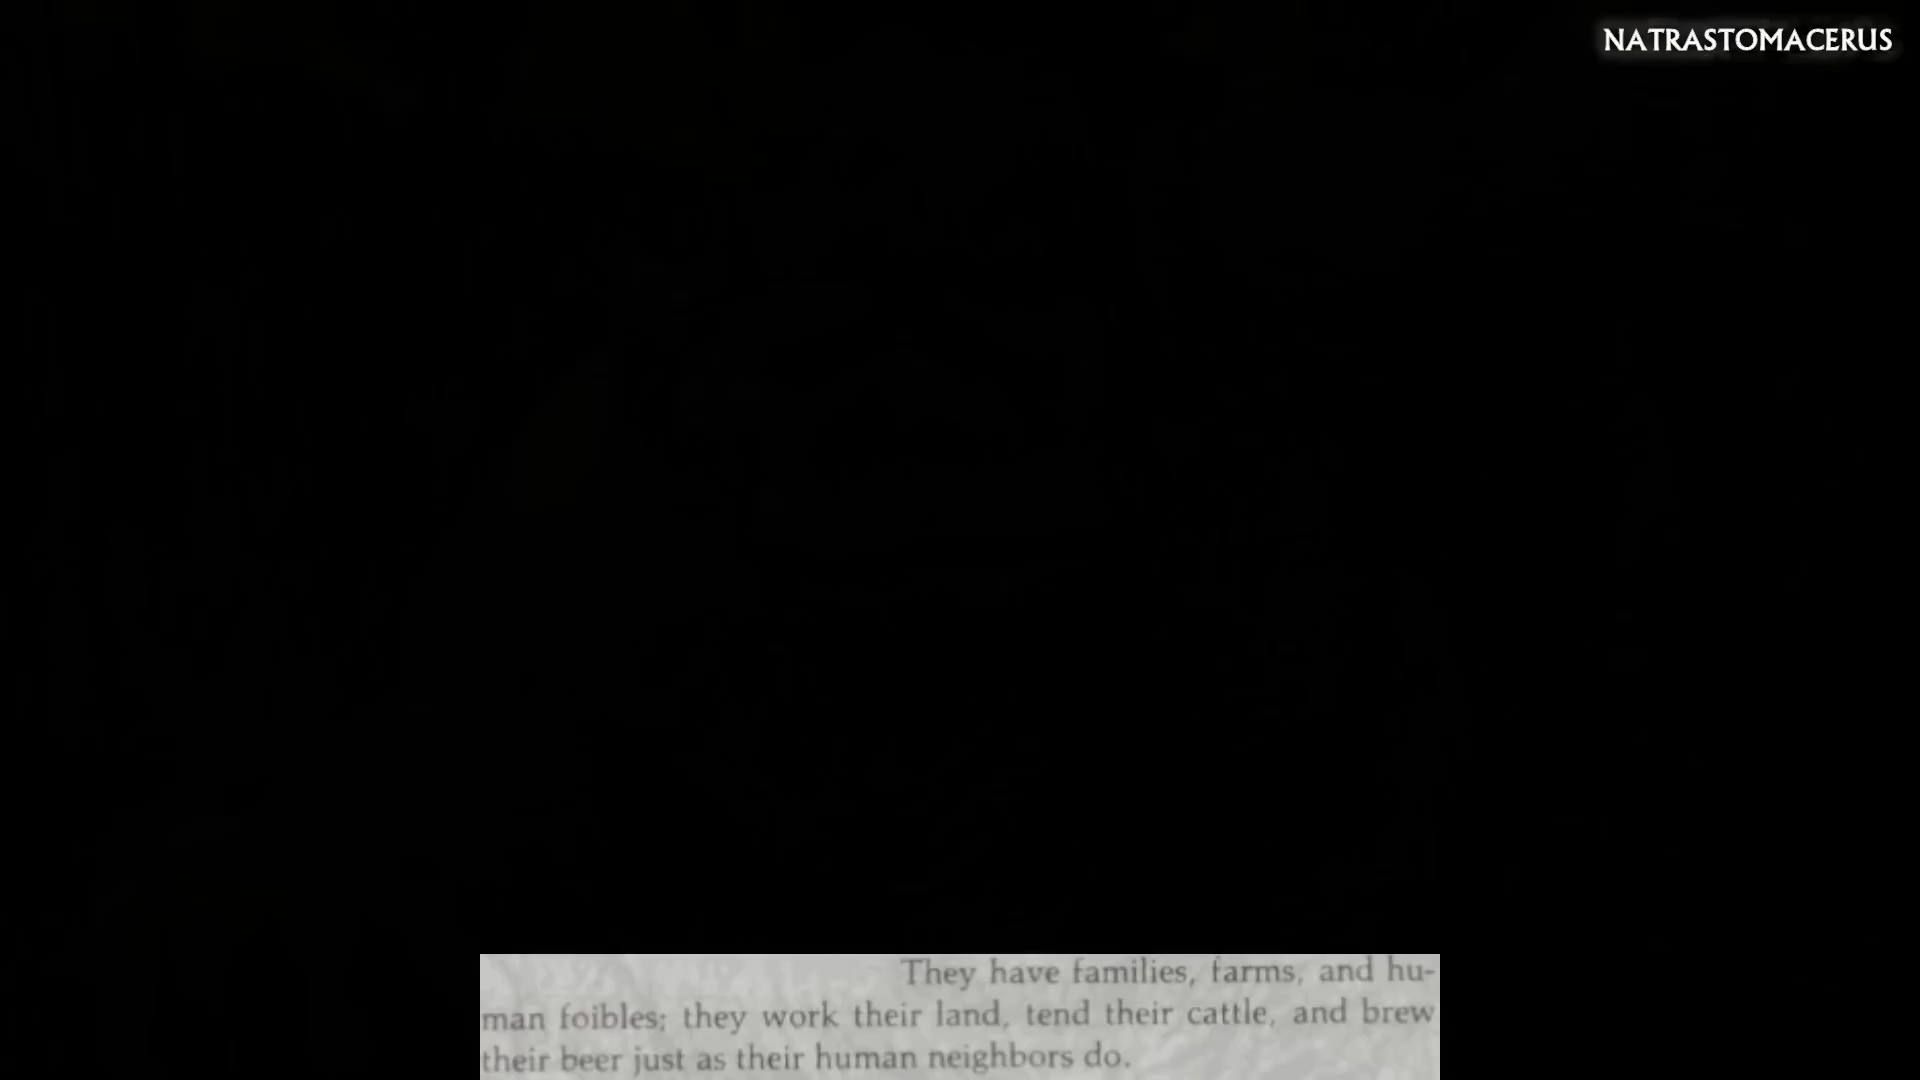 NATRASTOMACERUS
They have families, farms, and hu-
man foibles; they work their land, tend their cattle, and brew
their beer just as their human neighbors do.